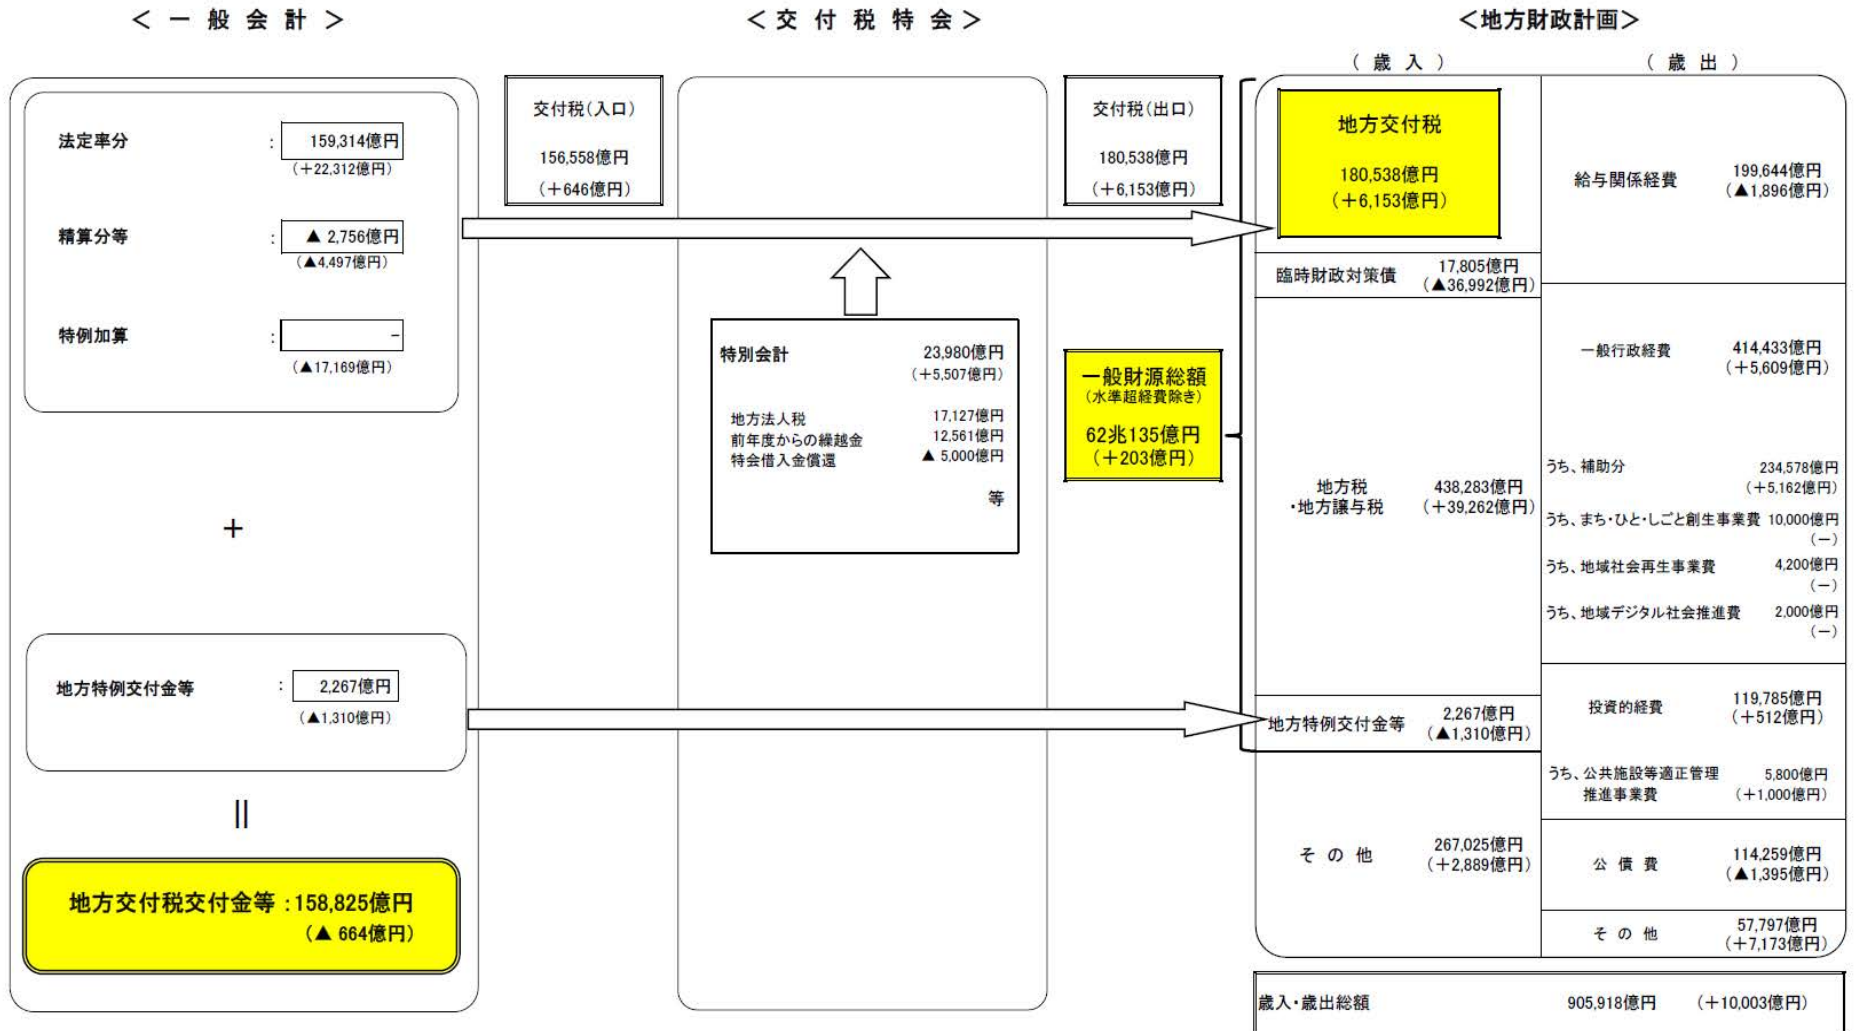 ＜ 一 般 会 計 ＞
＜ 交 付 税 特 会 ＞
＜地方財政計画＞
（ 歳 入 ）
（ 歳 出 ）
法定率分 : 159,314億円
（＋22,312億円）
精算分等 : ▲ 2,756億円
（▲4,497億円）
特例加算 : －
（▲17,169億円）
＋
地方特例交付金等 : 2,267億円
（▲1,310億円）
||
地方交付税交付金等 ：158,825億円
（▲ 664億円）
交付税（入口）
156,558億円
（＋646億円）
特別会計 23,980億円
（＋5,507億円）
地方法人税 17,127億円
前年度からの繰越金 12,561億円
特会借入金償還 ▲ 5,000億円
等
交付税（出口）
180,538億円
（＋6,153億円）
一般財源総額
（水準超経費除き）
62兆135億円
（＋203億円）
地方交付税
180,538億円
（＋6,153億円）
臨時財政対策債 17,805億円
（▲36,992億円）
地方税
・地方譲与税
438,283億円
（＋39,262億円）
地方特例交付金等 2,267億円
（▲1,310億円）
そ の 他 267,025億円
（＋2,889億円）
給与関係経費 199,644億円
（▲1,896億円）
一般行政経費 414,433億円
（＋5,609億円）
うち、補助分 234,578億円
（＋5,162億円）
うち、まち・ひと・しごと創生事業費 10,000億円
（－）
うち、地域社会再生事業費 4,200億円
（－）
うち、地域デジタル社会推進費 2,000億円
（－）
投資的経費 119,785億円
（＋512億円）
うち、公共施設等適正管理 5,800億円
推進事業費 （＋1,000億円）
公 債 費 114,259億円
（▲1,395億円）
そ の 他 57,797億円
（＋7,173億円）
歳入・歳出総額 905,918億円 （＋10,003億円）